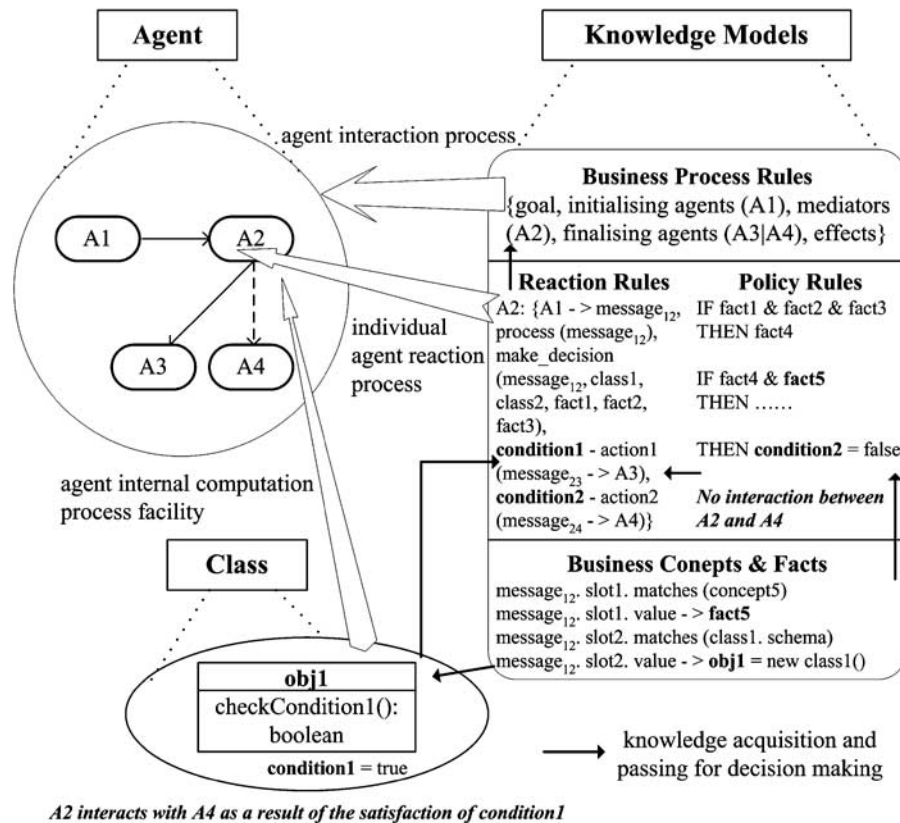 Agent
Knowledge Models
agent interaction process
A1
A2
A3
A4
individual
agent reaction
process
agent internal computation
process facility
Business Process Rules
{goal, initialising agents (A1), mediators
(A2), finalising agents (A3|A4), effects}
Reaction Rules
A2: {A1 - > message12,
process (message12),
make_decision
(message12, class1,
class2, fact1, fact2,
fact3),
condition1 - action1
(message23 -> A3),
condition2 - action2
(message24 -> A4)}
Policy Rules
IF fact1 & fact2 & fact3
THEN fact4
IF fact4 & fact5
THEN ......
THEN condition2 = false
No interaction between
A2 and A4
Business Conepts & Facts
message12. slot1. matches (concept5)
message12. slot1. value - > fact5
message12. slot2. matches (class1. schema)
message12. slot2. value - > obj1 = new class1()
Class
obj1
checkCondition1():
boolean
condition1 = true
knowledge acquisition and
passing for decision making
A2 interacts with A4 as a result of the satisfaction of condition1